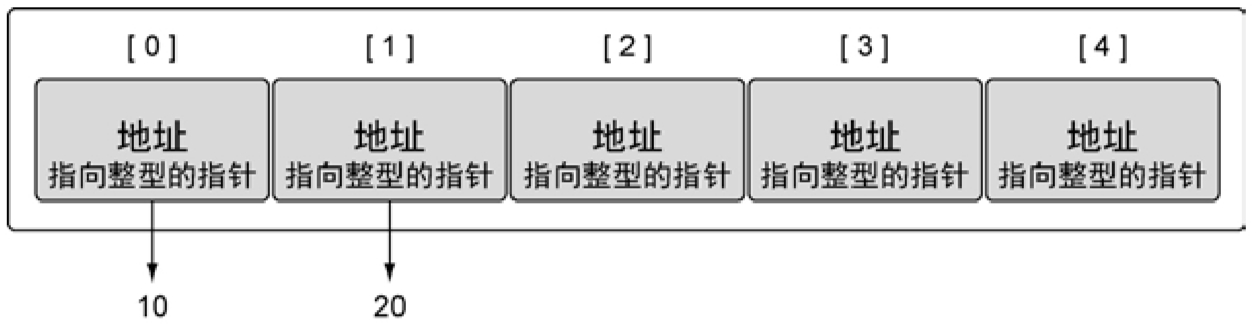 [ 0 ] [ 1 ] [ 2 ] [ 3 ] [ 4 ]
地址 地址 地址 地址 地址
指向整型的指针 指向整型的指针 指向整型的指针 指向整型的指针 指向整型的指针
10 20